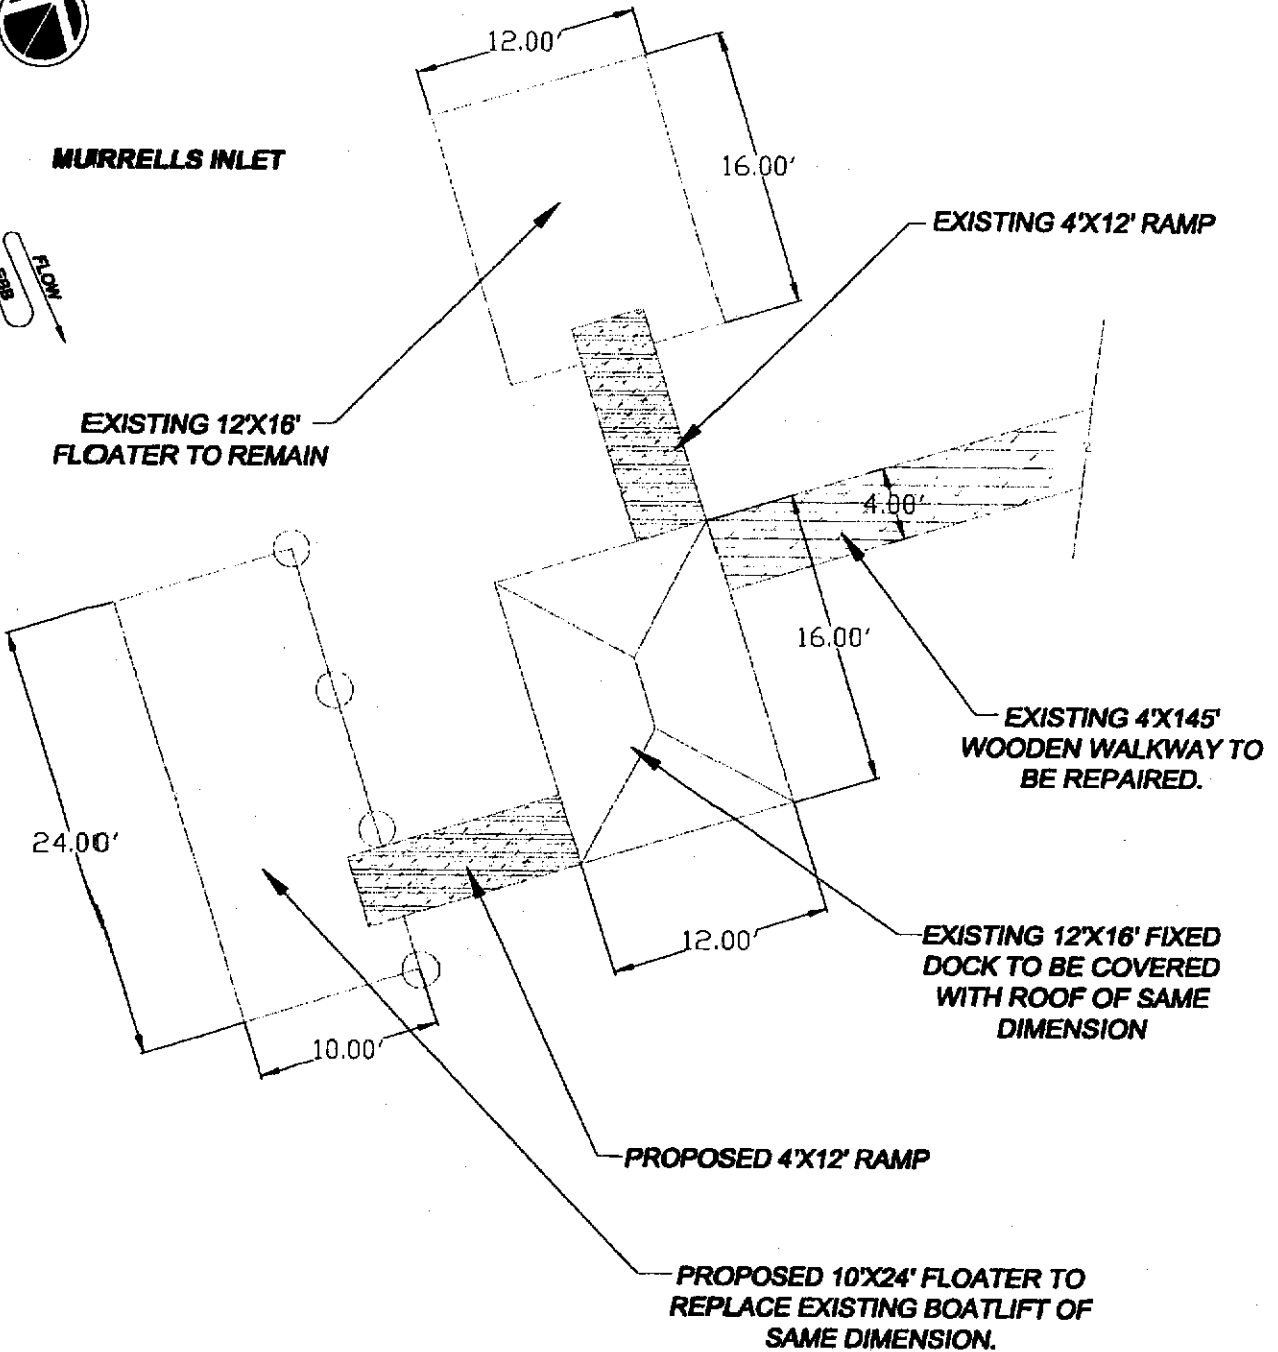 12.00'
MUIRRELLS INLET
16.00'
EXISTING 4'X12' RAMP
FLOW
EBB
EXISTING 12'X16'
FLOATER TO REMAIN
4.00'
16.00'
EXISTING 4'X145'
WOODEN WALKWAY TO
BE REPAIRED.
24.00'
12.00'
EXISTING 12'X16' FIXED
DOCK TO BE COVERED
WITH ROOF OF SAME
DIMENSION
10.00'
PROPOSED 4'X12' RAMP
PROPOSED 10'X24' FLOATER TO
REPLACE EXISTING BOATLIFT OF
SAME DIMENSION.